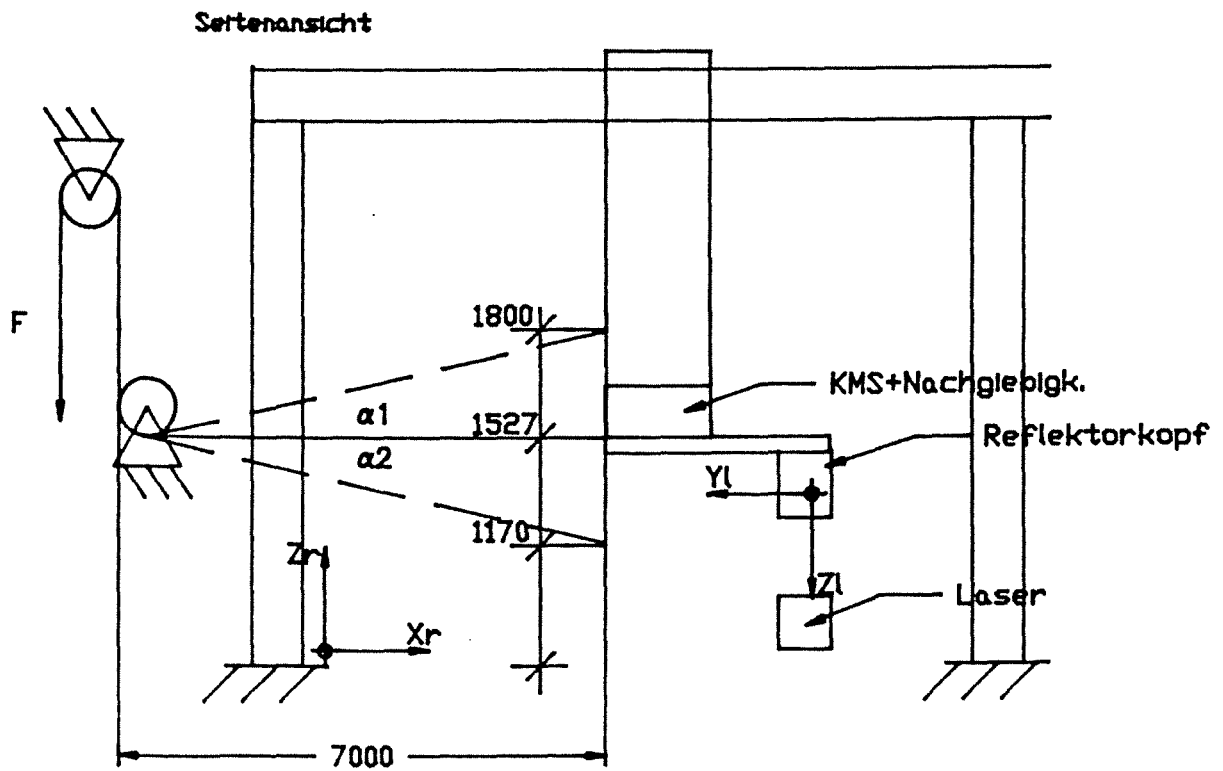 Seitenansicht
F
1800
α1
1527
α2
1170
KMS+Nachgiebigk.
Reflektorkopf
Yl
Zl
Laser
Zr
Xr
7000